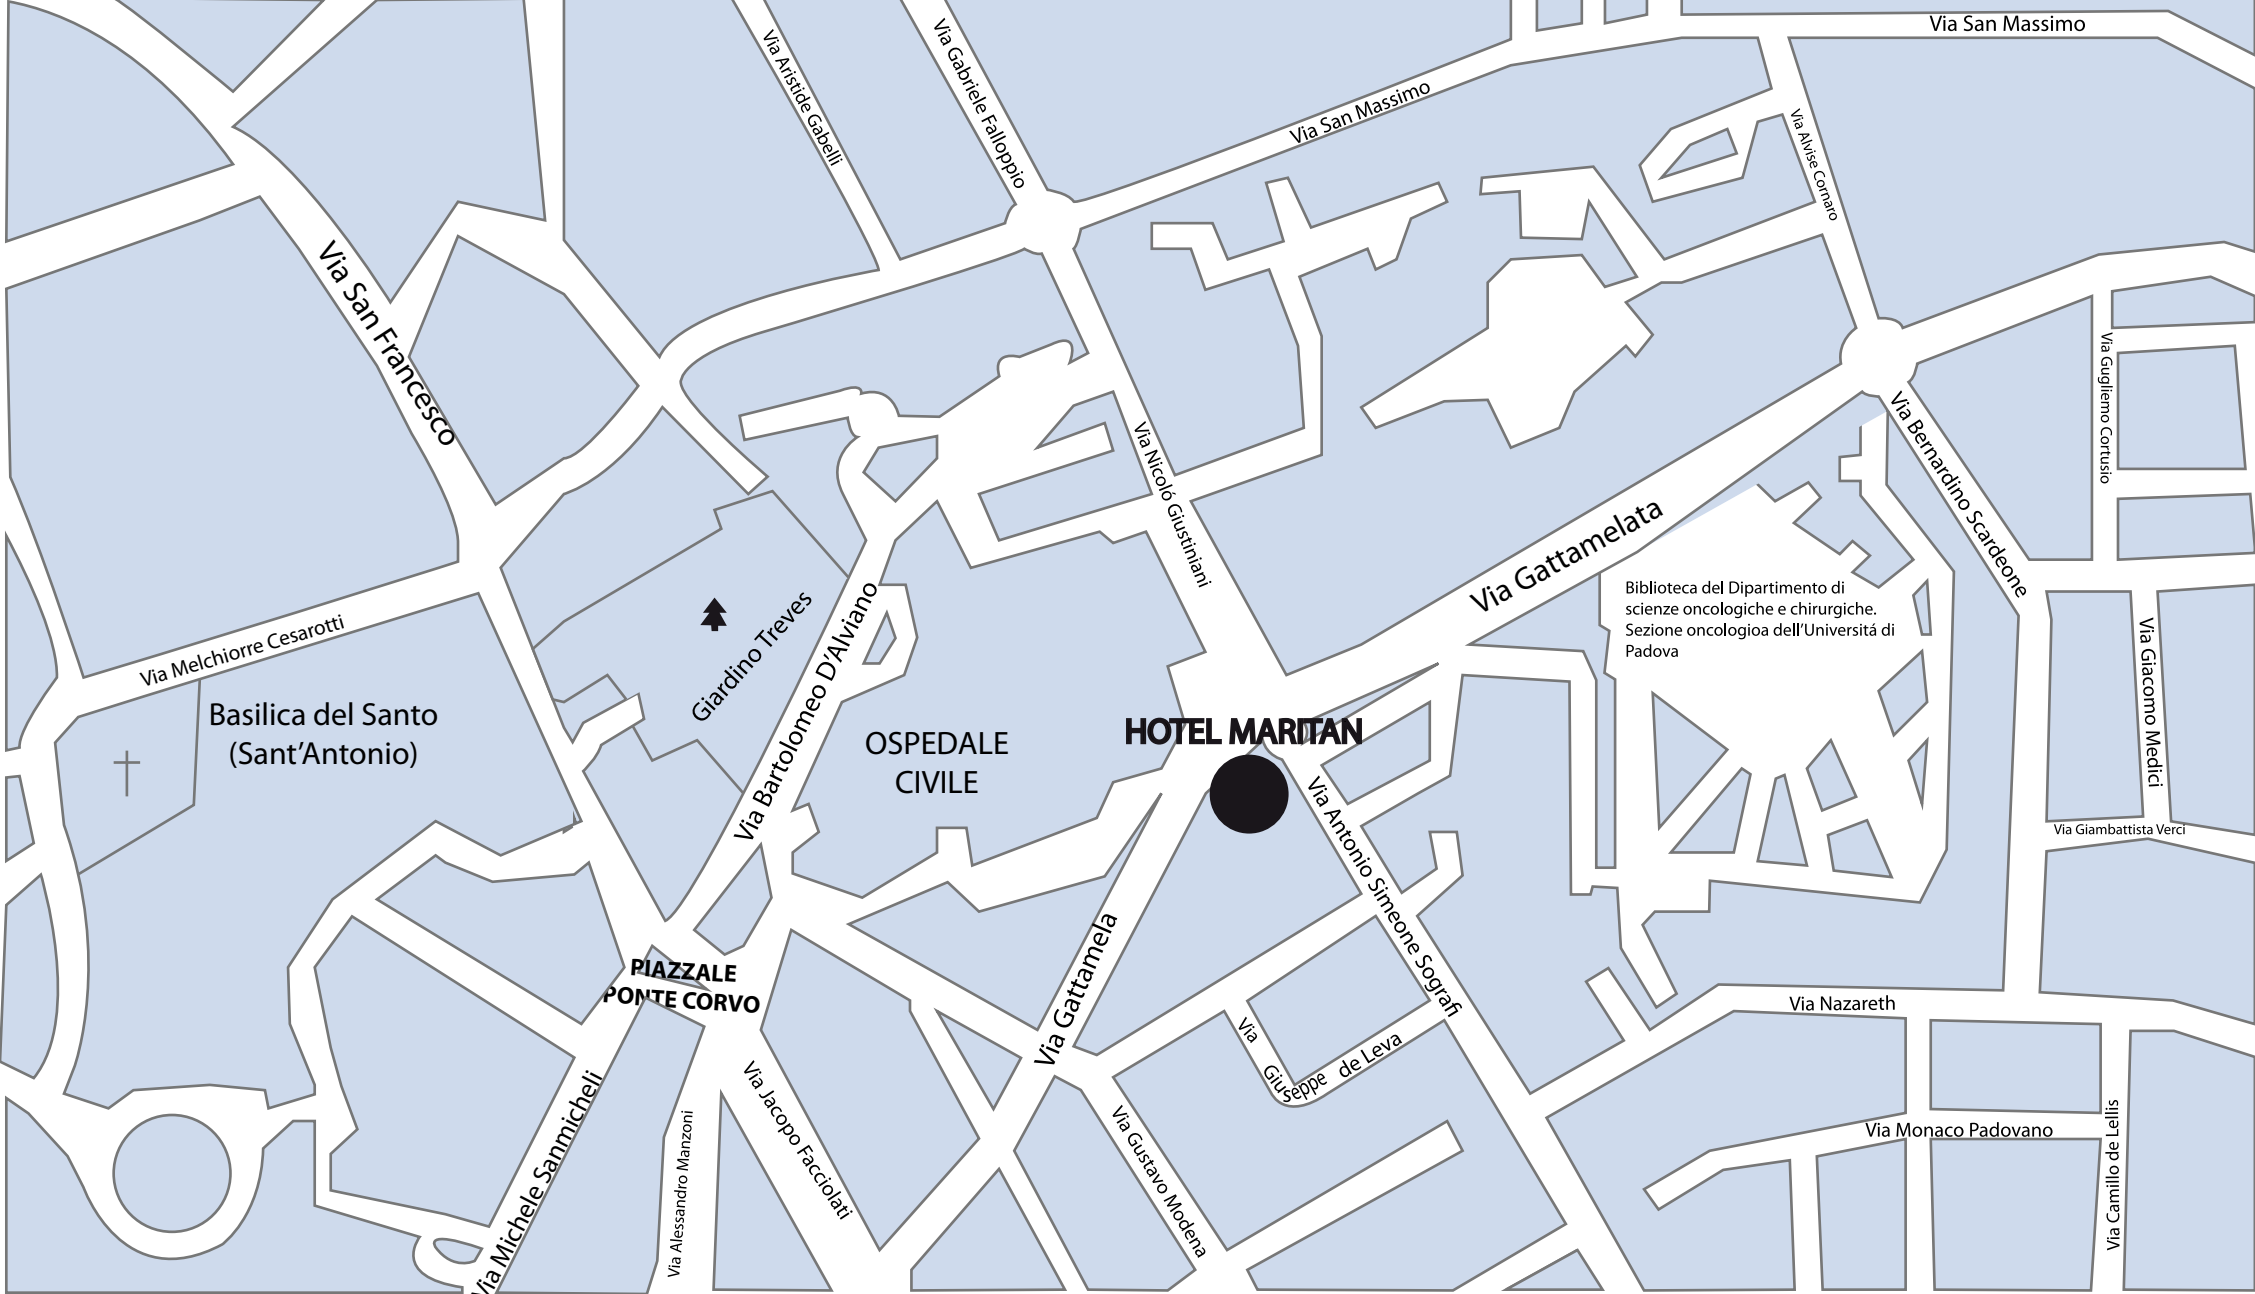 Via San Massimo
Via Aristide Gabelli
Via Gabriele Falloppio
Via San Massimo
Via Alvise Cornaro
Via San Francesco
Via Gugliemo Cortusio
Via Nicoló Giustiniani
Via Bernardino Scardeone
Via Gattamelata
Biblioteca del Dipartimento di
scienze oncologiche e chirurgiche.
Sezione oncologioa dell'Universitá di
Padova
Via Melchiorre Cesarotti
Giardino Treves
Via Bartolomeo D'Alviano
Via Giacomo Medici
Basilica del Santo
(Sant'Antonio)
OSPEDALE
CIVILE
HOTEL MARITAN
Via Antonio Simeone Sografi
Via Giambattista Verci
PIAZZALE
PONTE CORVO
Via Gattamela
Via Nazareth
Via Giuseppe de Leva
Via Michele Sanmicheli
Via Alessandro Manzoni
Via Jacopo Facciolati
Via Gustavo Modena
Via Monaco Padovano
Via Camillo de Lellis